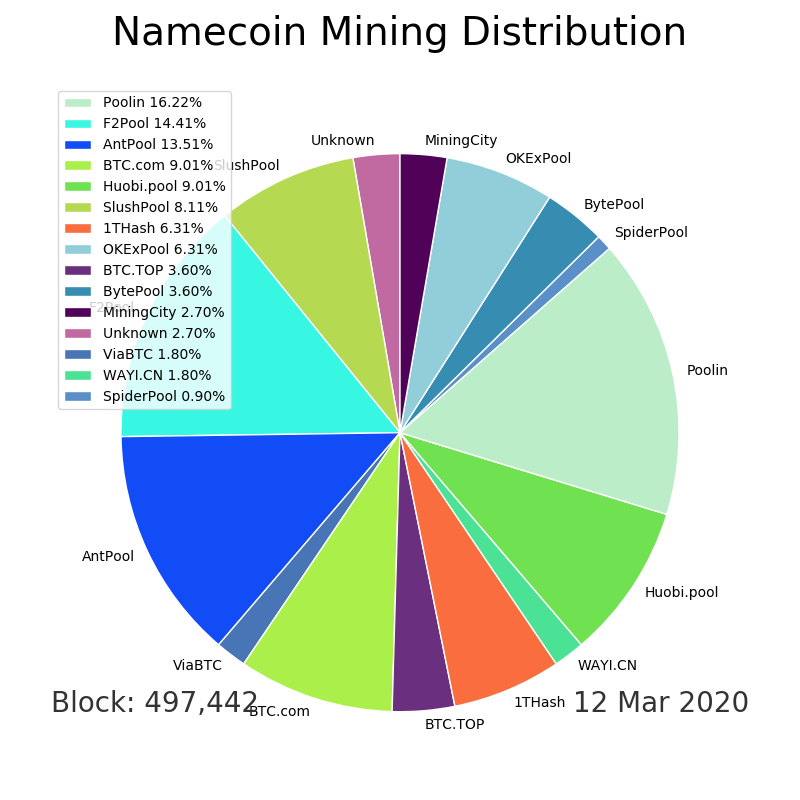 Namecoin Mining Distribution
Poolin 16.22%
F2Pool 14.41%
AntPool 13.51%
BTC.com 9.01%
Huobi.pool 9.01%
SlushPool 8.11%
1THash 6.31%
OKExPool 6.31%
BTC.TOP 3.60%
BytePool 3.60%
MiningCity 2.70%
Unknown 2.70%
ViaBTC 1.80%
WAYI.CN 1.80%
SpiderPool 0.90%
Unknown
MiningCity
SlushPool
OKExPool
BytePool
SpiderPool
F2Pool
Poolin
AntPool
Huobi.pool
ViaBTC
WAYI.CN
BTC.com
1THash
BTC.TOP
Block: 497,442
12 Mar 2020